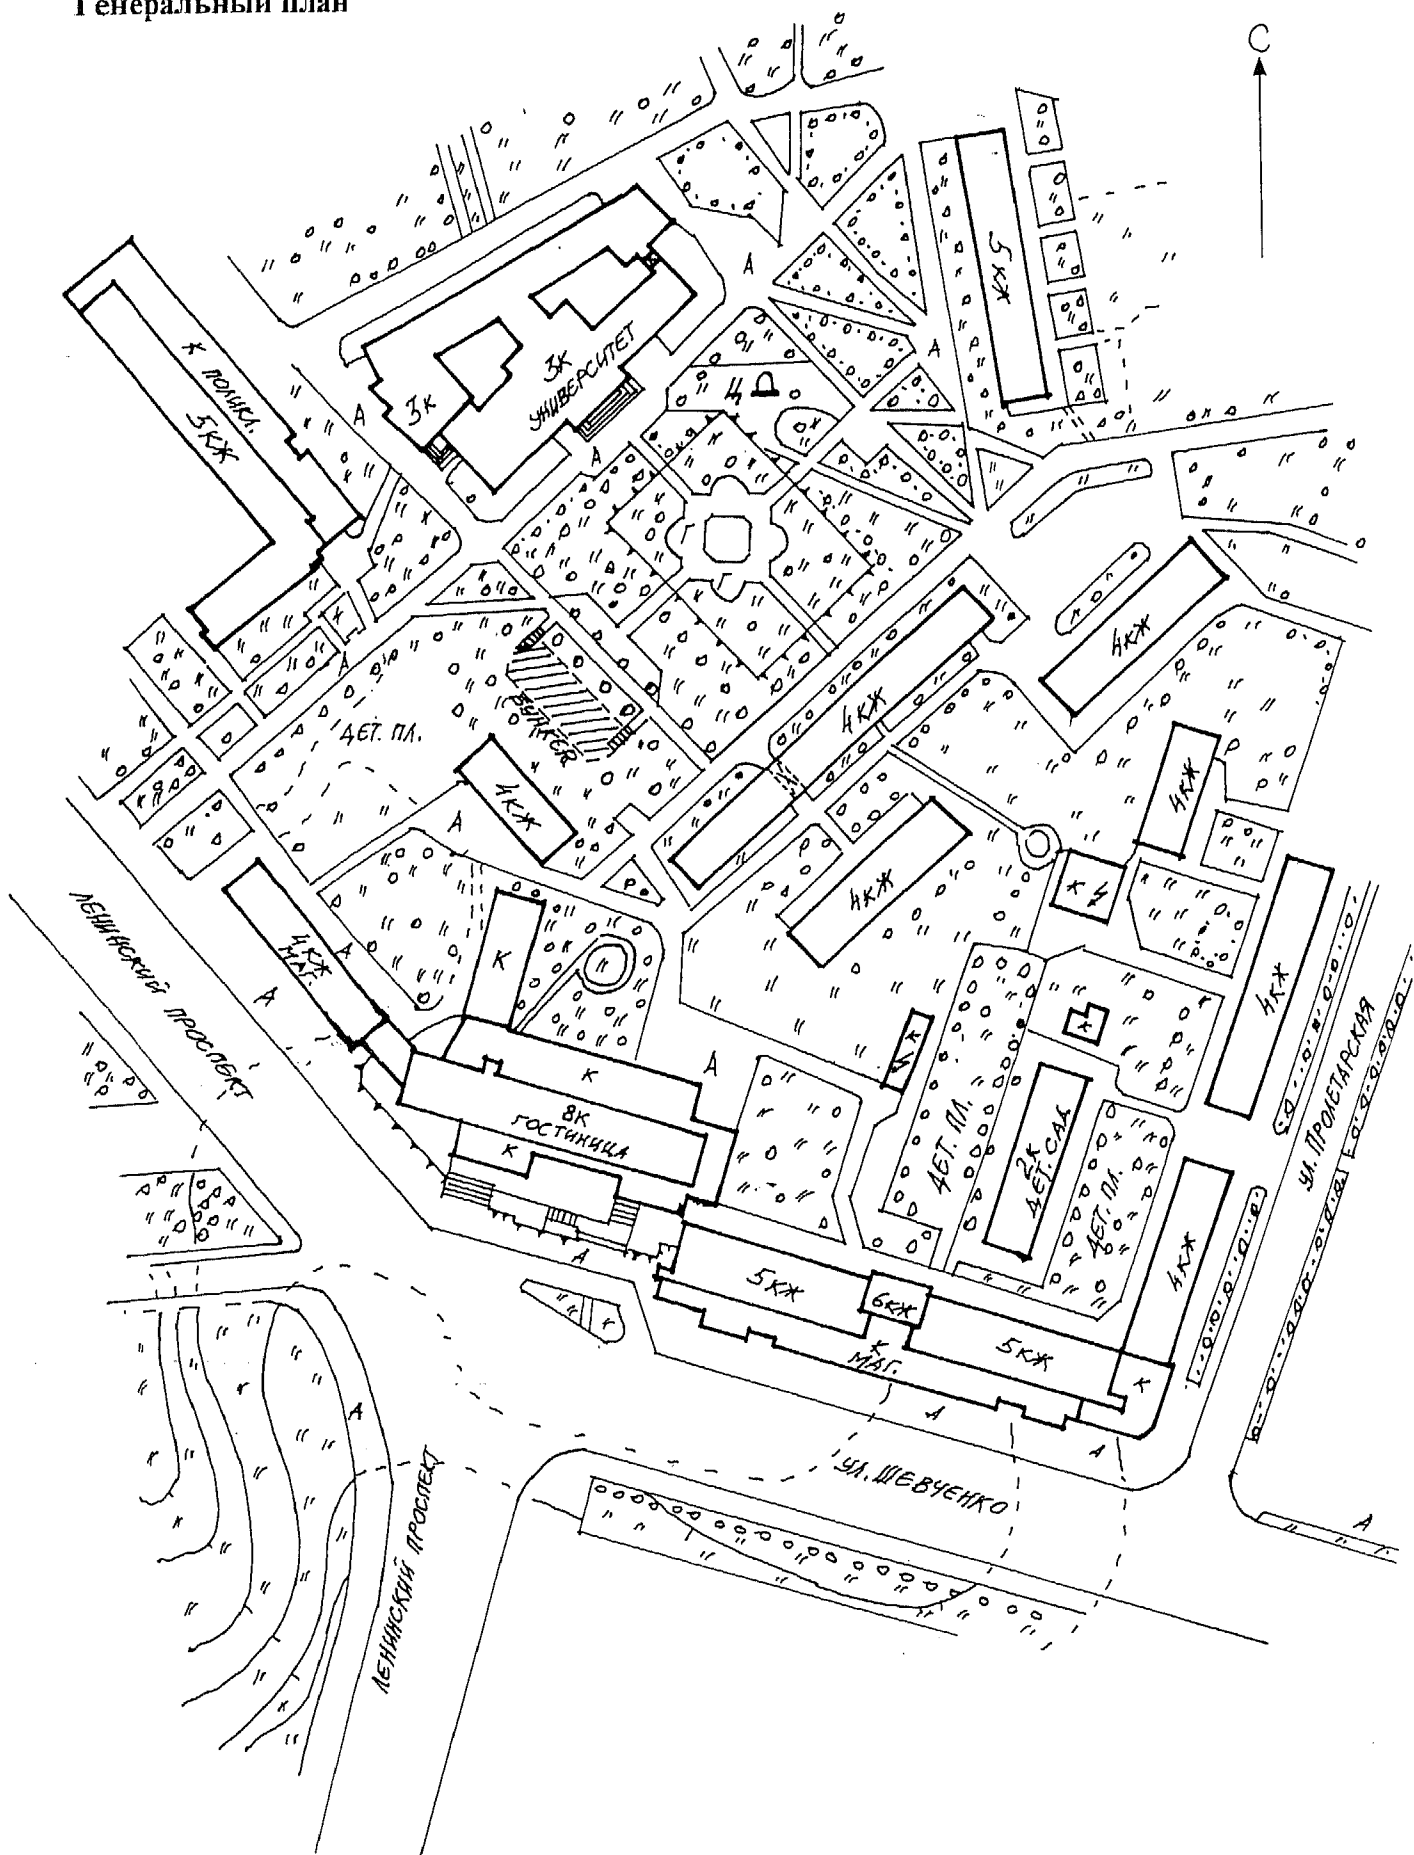 Генеральный план
С
А
5КЖ
К ПОЛИКЛ.
5КЖ
А
3К
3К
УНИВЕРСИТЕТ
А
А
Ц
4КЖ
4КЖ
А
ДЕТ. ПЛ.
БУНКЕР
4КЖ
А
4КЖ
4КЖ
К Ц
4КЖ
ЛЕНИНСКИЙ ПРОСПЕКТ
4КЖ
МАГ.
А
А
К
К
А
К
ДЕТ. ПЛ.
2К
ДЕТ. САД
ДЕТ. ПЛ.
УЛ. ПРОЛЕТАРСКАЯ
8К
ГОСТИНИЦА
К
4КЖ
А
5КЖ
6КЖ
5КЖ
К
МАГ.
К
А
А
А
УЛ. ШЕВЧЕНКО
А
ЛЕНИНСКИЙ ПРОСПЕКТ